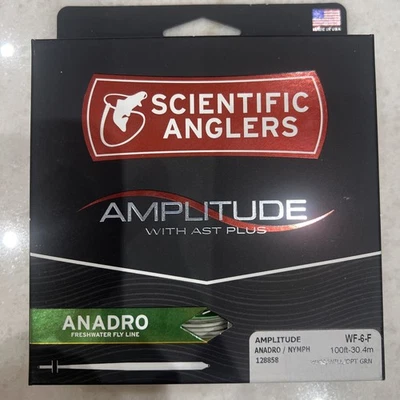 MADE IN USA
SCIENTIFIC
ANGLERS
AMPLITUDE
WITH AST PLUS
ANADRO
FRESHWATER FLY LINE
AMPLITUDE WF-6-F
ANADRO / NYMPH 100ft-30.4m
128858 GRN